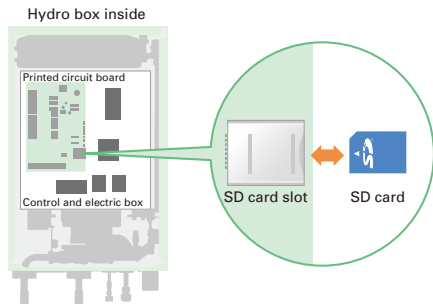 Hydro box inside
Printed circuit board
Control and electric box
SD card slot
SD card